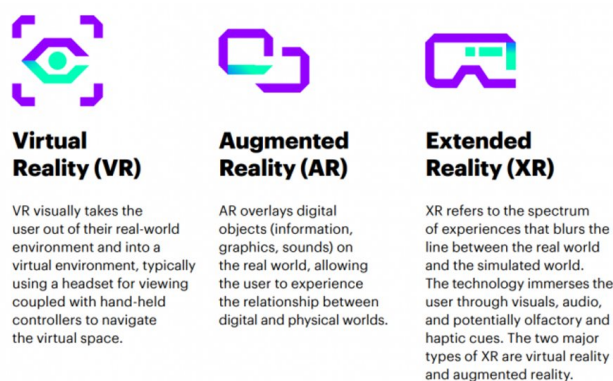 Virtual
Reality (VR)
VR visually takes the
user out of their real-world
environment and into a
virtual environment, typically
using a headset for viewing
coupled with hand-held
controllers to navigate
the virtual space.
Augmented
Reality (AR)
AR overlays digital
objects (information,
graphics, sounds) on
the real world, allowing
the user to experience
the relationship between
digital and physical worlds.
Extended
Reality (XR)
XR refers to the spectrum
of experiences that blurs the
line between the real world
and the simulated world.
The technology immerses the
user through visuals, audio,
and potentially olfactory and
haptic cues. The two major
types of XR are virtual reality
and augmented reality.